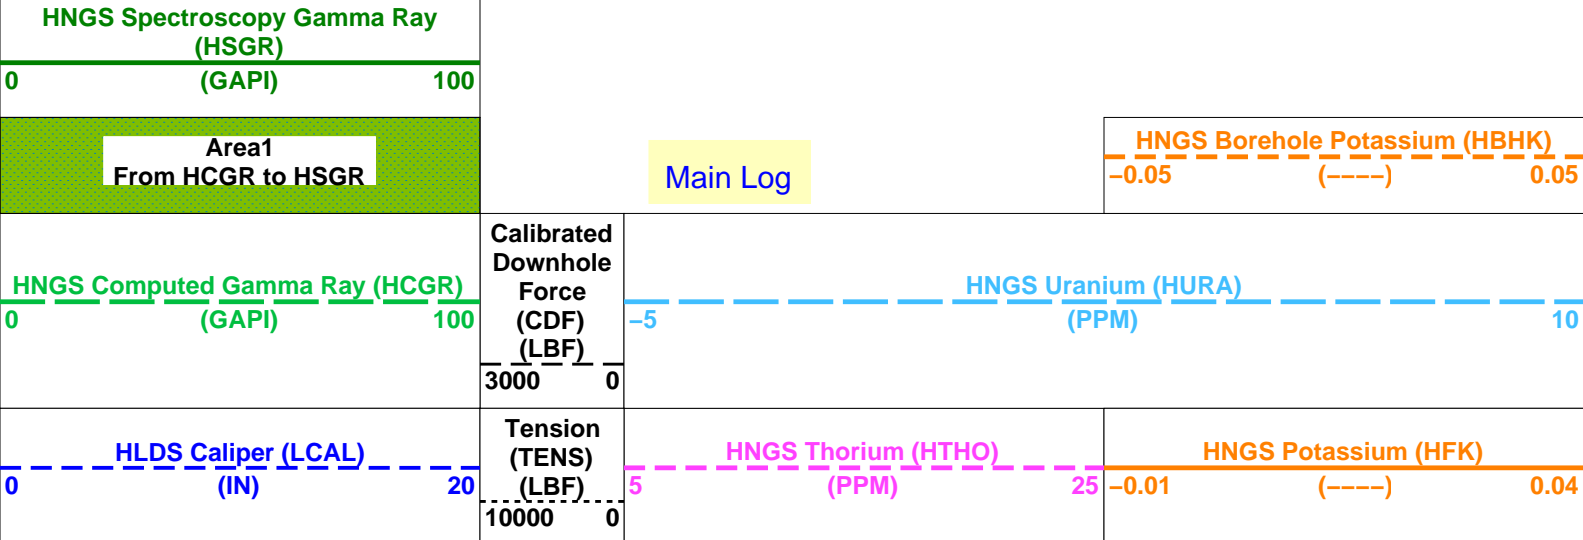 HNGS Spectroscopy Gamma Ray
(HSGR)
0 (GAPI) 100
Area1
From HCGR to HSGR
Main Log
HNGS Borehole Potassium (HBHK)
−0.05 (−−−−) 0.05
HNGS Computed Gamma Ray (HCGR)
0 (GAPI) 100
Calibrated
Downhole
Force
(CDF)
(LBF)
3000 0
HNGS Uranium (HURA)
−5 (PPM) 10
HLDS Caliper (LCAL)
0 (IN) 20
Tension
(TENS)
(LBF)
10000 0
HNGS Thorium (HTHO)
5 (PPM) 25
HNGS Potassium (HFK)
−0.01 (−−−−) 0.04